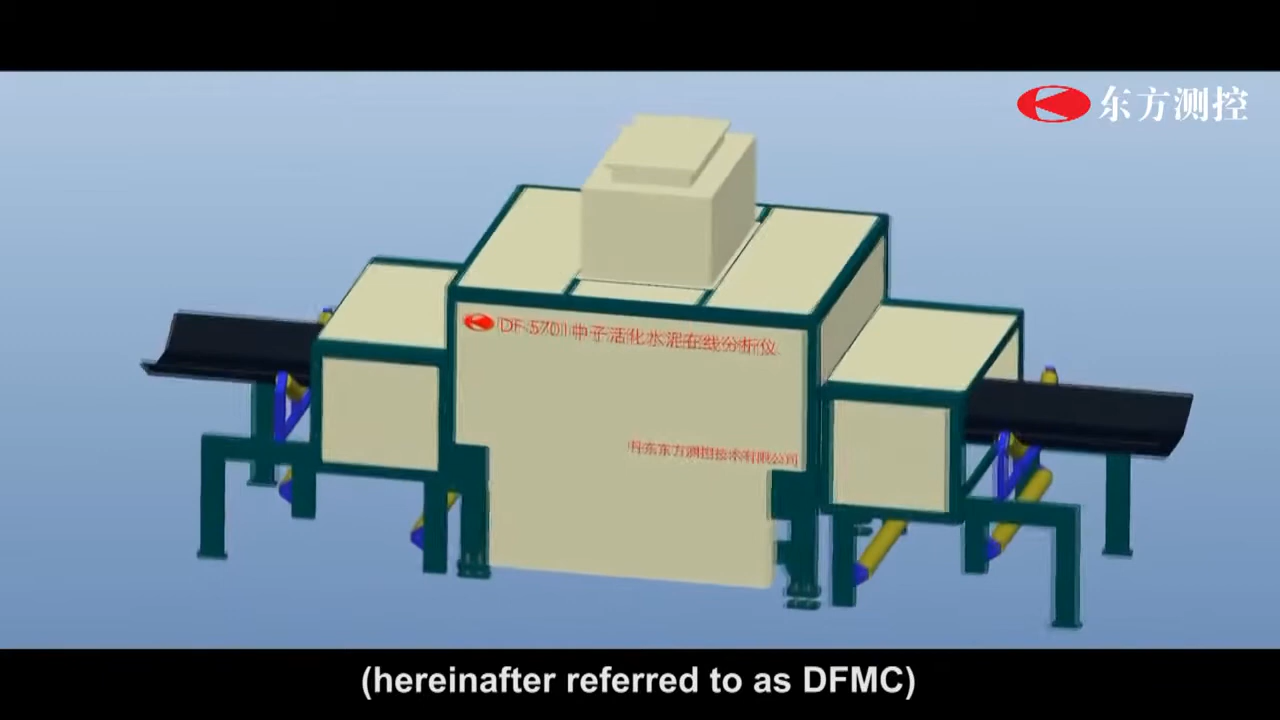 东方测控
DF-5701中子活化水泥在线分析仪
丹东东方测控技术有限公司
(hereinafter referred to as DFMC)